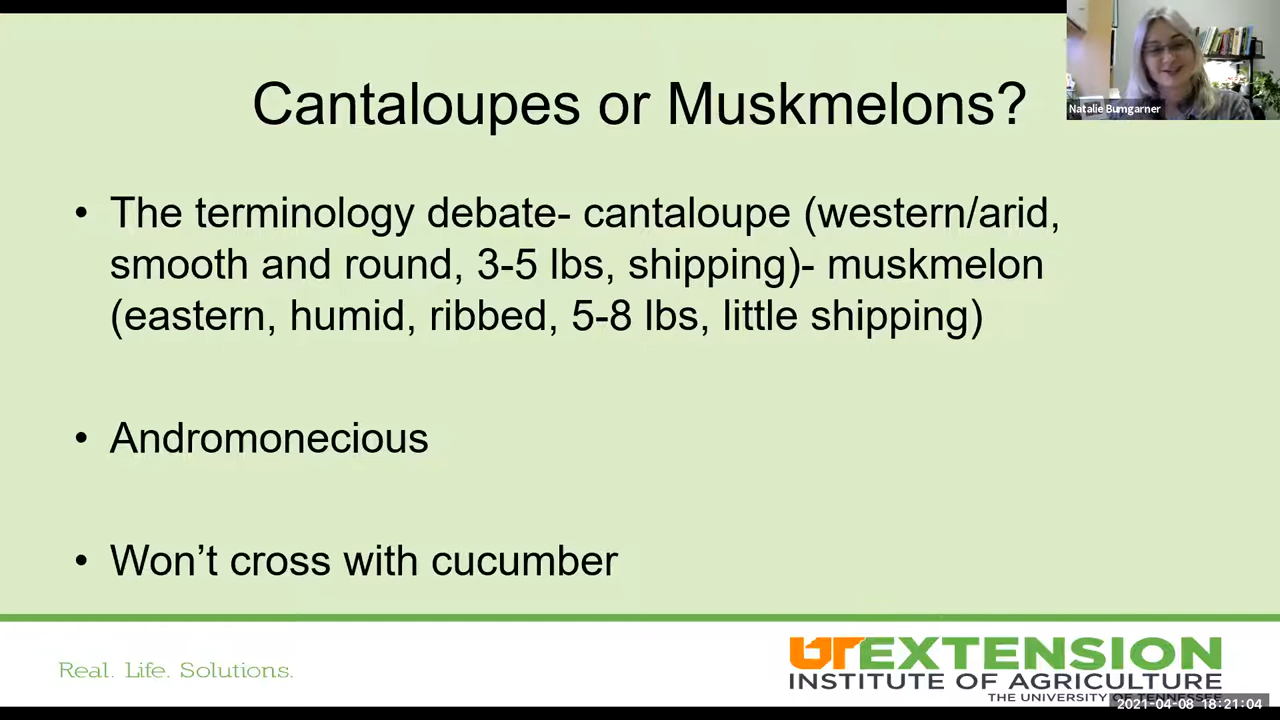 Cantaloupes or Muskmelons?
Natalie Bumgarner
• The terminology debate- cantaloupe (western/arid,
smooth and round, 3-5 lbs, shipping)- muskmelon
(eastern, humid, ribbed, 5-8 lbs, little shipping)
• Andromonecious
• Won’t cross with cucumber
Real. Life. Solutions.
UT EXTENSION
INSTITUTE OF AGRICULTURE
THE UNIVERSITY OF TENNESSEE
2021-04-08 18:21:04